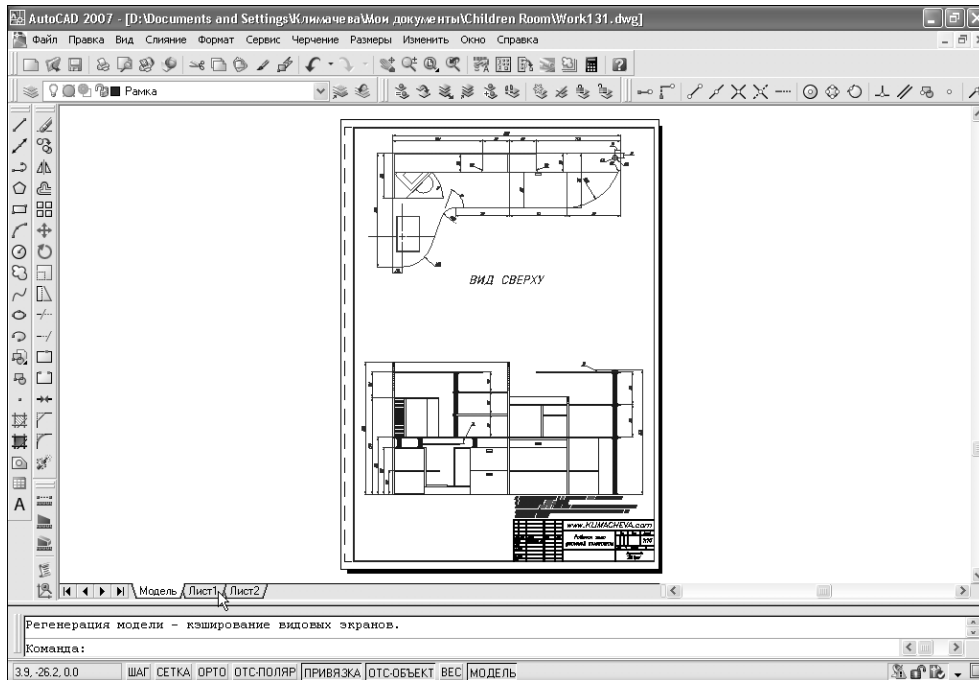 AutoCAD 2007 - [D:\Documents and Settings\Климачева\Мои документы\Children Room\Work131.dwg]
Файл Правка Вид Слияние Формат Сервис Черчение Размеры Изменить Окно Справка
Рамка
ВИД СВЕРХУ
www.KLIMACHEVA.com
Модель Лист1 Лист2
Регенерация модели - кэширование видовых экранов.
Команда:
3.9, -26.2, 0.0 ШАГ СЕТКА ОРТО ОТС-ПОЛЯР ПРИВЯЗКА ОТС-ОБЪЕКТ ВЕС МОДЕЛЬ